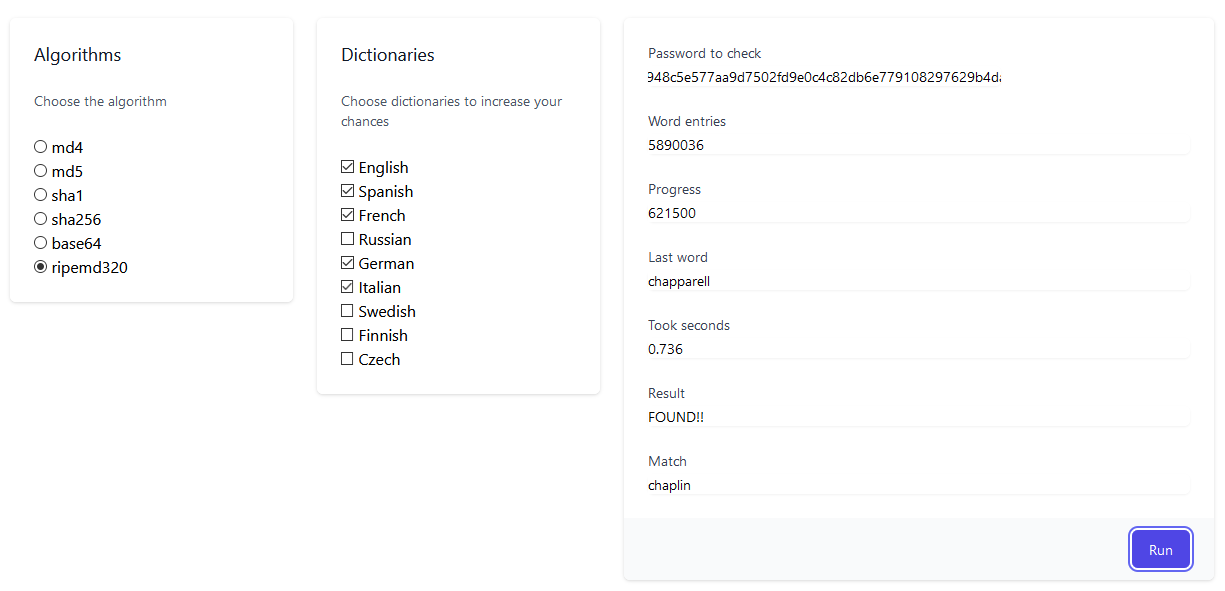 Algorithms
Choose the algorithm
md4
md5
sha1
sha256
base64
ripemd320
Dictionaries
Choose dictionaries to increase your
chances
English
Spanish
French
Russian
German
Italian
Swedish
Finnish
Czech
Password to check
948c5e577aa9d7502fd9e0c4c82db6e779108297629b4d
Word entries
5890036
Progress
621500
Last word
chapparell
Took seconds
0.736
Result
FOUND!!
Match
chaplin
Run